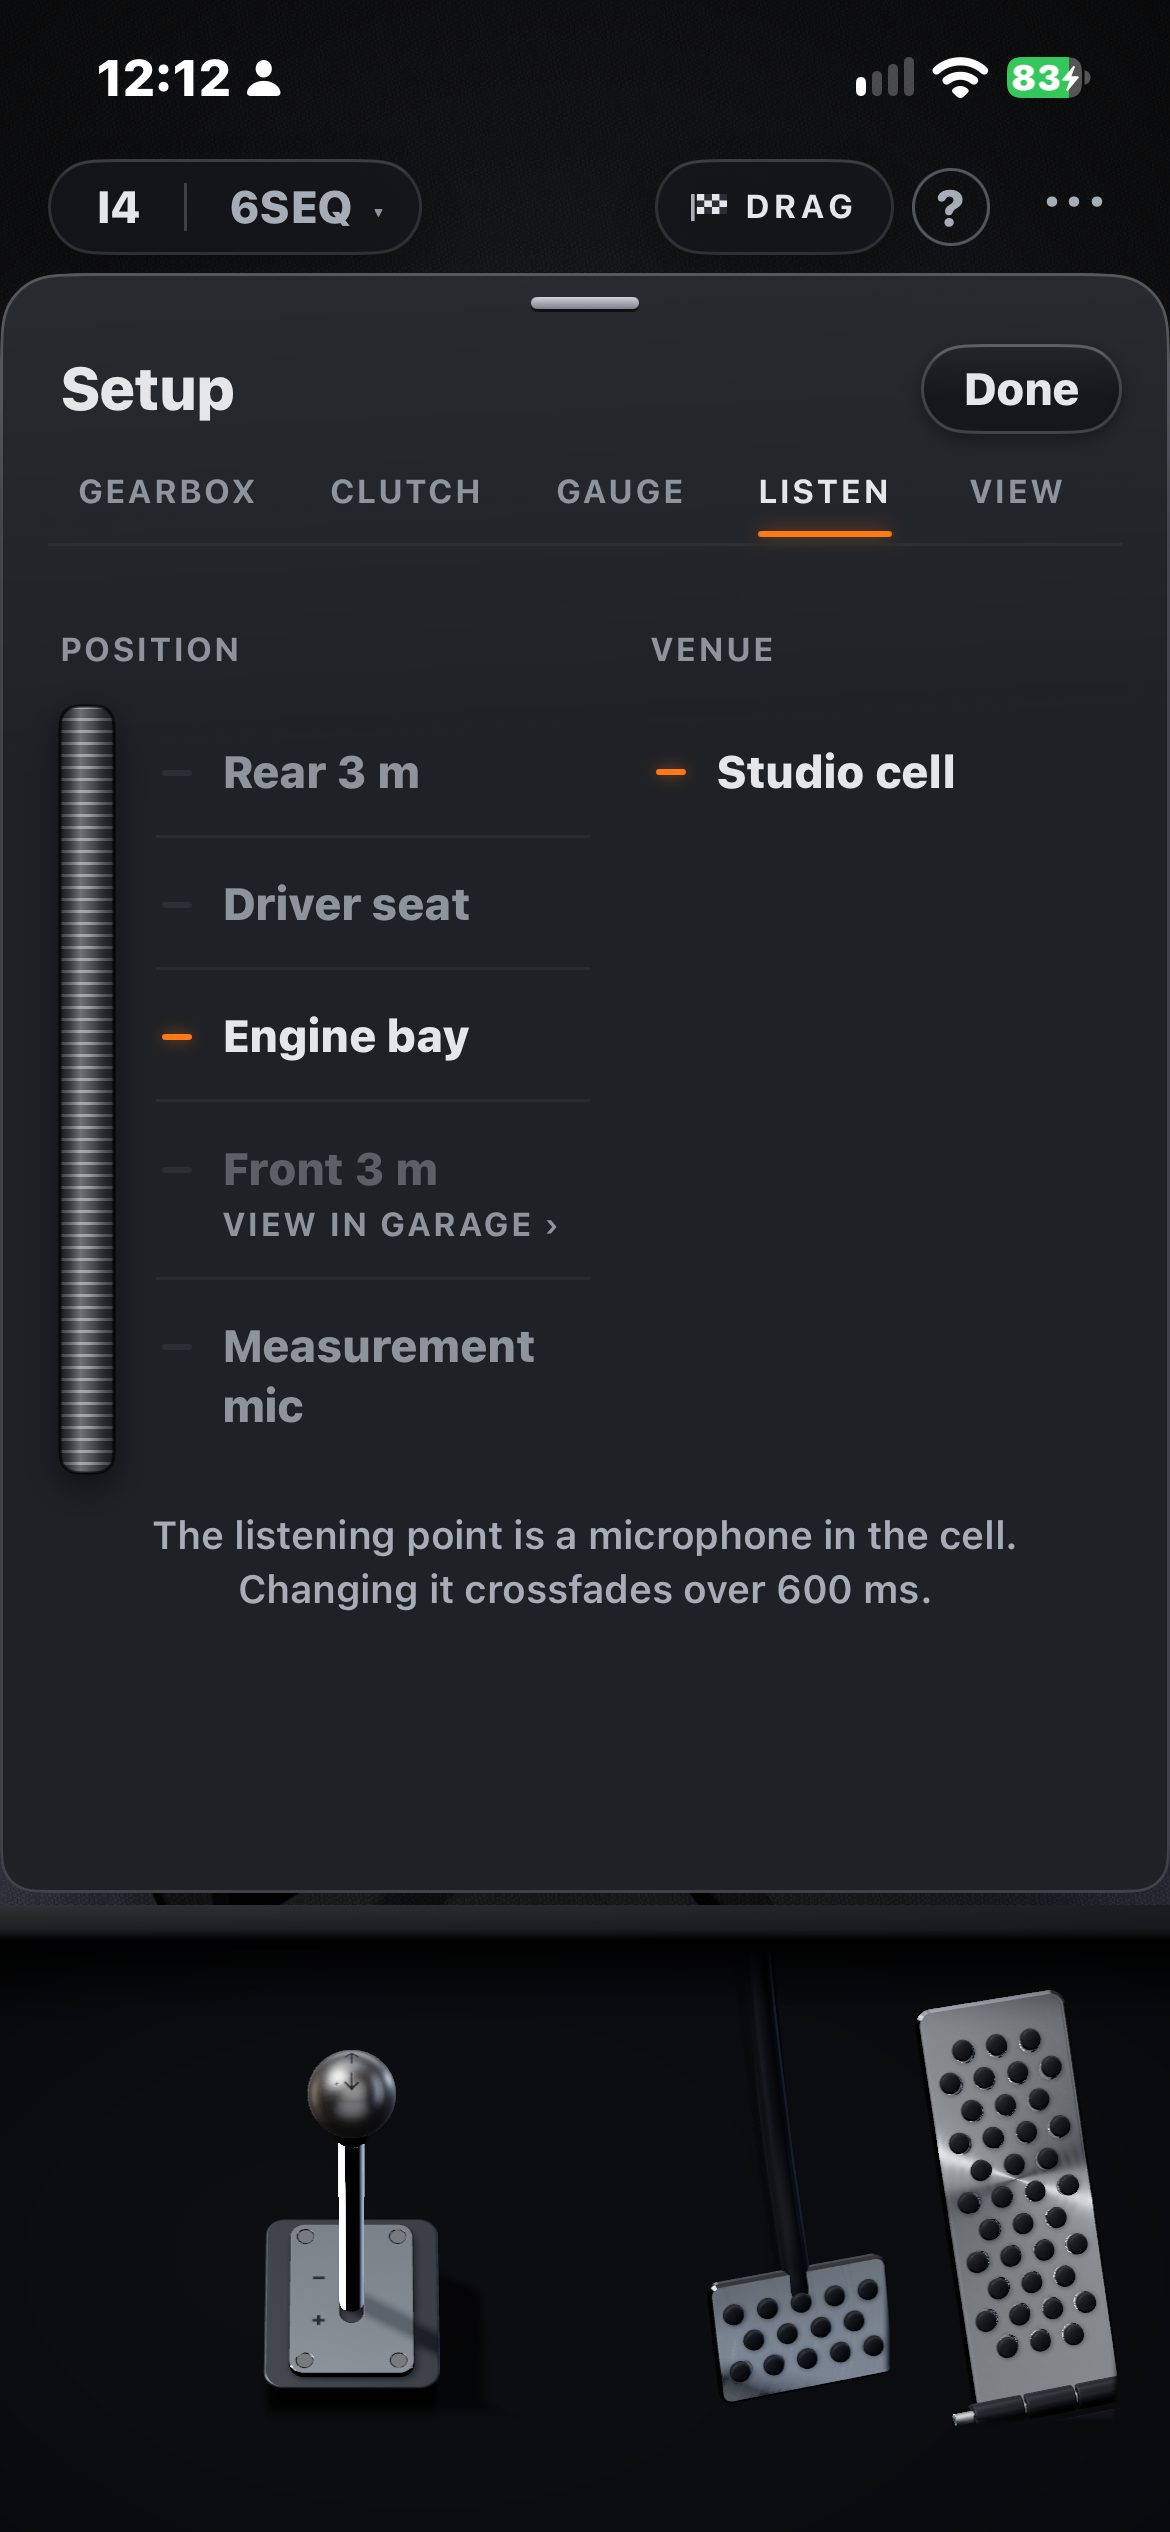 12:12
83
I4
6SEQ
DRAG
?
Setup
Done
GEARBOX
CLUTCH
GAUGE
LISTEN
VIEW
POSITION
VENUE
Rear 3 m
Studio cell
Driver seat
Engine bay
Front 3 m
VIEW IN GARAGE ›
Measurement
mic
The listening point is a microphone in the cell.
Changing it crossfades over 600 ms.
−
+